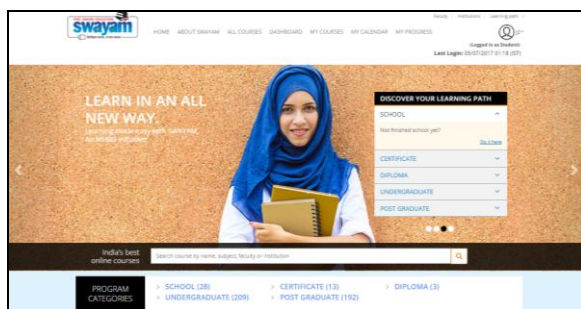 swayam
Faculty | Institutions | Learning path
HOME ABOUT SWAYAM ALL COURSES DASHBOARD MY COURSES MY CALENDAR MY PROGRESS
(Logged in as Student)
Last Login: 05/07/2017 01:18 (IST)
LEARN IN AN ALL
NEW WAY.
DISCOVER YOUR LEARNING PATH
SCHOOL
Not finished school yet?
Do it here
CERTIFICATE
DIPLOMA
UNDERGRADUATE
POST GRADUATE
India's best
online courses
Search course by name, subject, faculty or institution
PROGRAM
CATEGORIES
> SCHOOL (28) > CERTIFICATE (13) > DIPLOMA (3)
> UNDERGRADUATE (209) > POST GRADUATE (192)